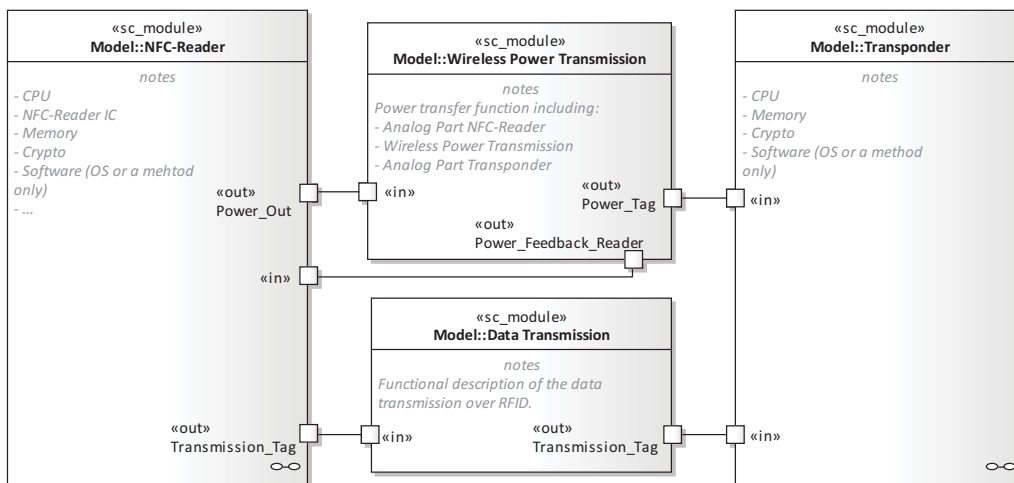 «sc_module»
Model::NFC-Reader
notes
- CPU
- NFC-Reader IC
- Memory
- Crypto
- Software (OS or a mehtod
only)
- ...
«out»
Power_Out
«in»
«out»
Transmission_Tag
«sc_module»
Model::Wireless Power Transmission
notes
Power transfer function including:
- Analog Part NFC-Reader
- Wireless Power Transmission
- Analog Part Transponder
«in»
«out»
Power_Tag
«out»
Power_Feedback_Reader
«sc_module»
Model::Data Transmission
notes
Functional description of the data
transmission over RFID.
«in»
«out»
Transmission_Tag
«sc_module»
Model::Transponder
notes
- CPU
- Memory
- Crypto
- Software (OS or a method
only)
«in»
«in»